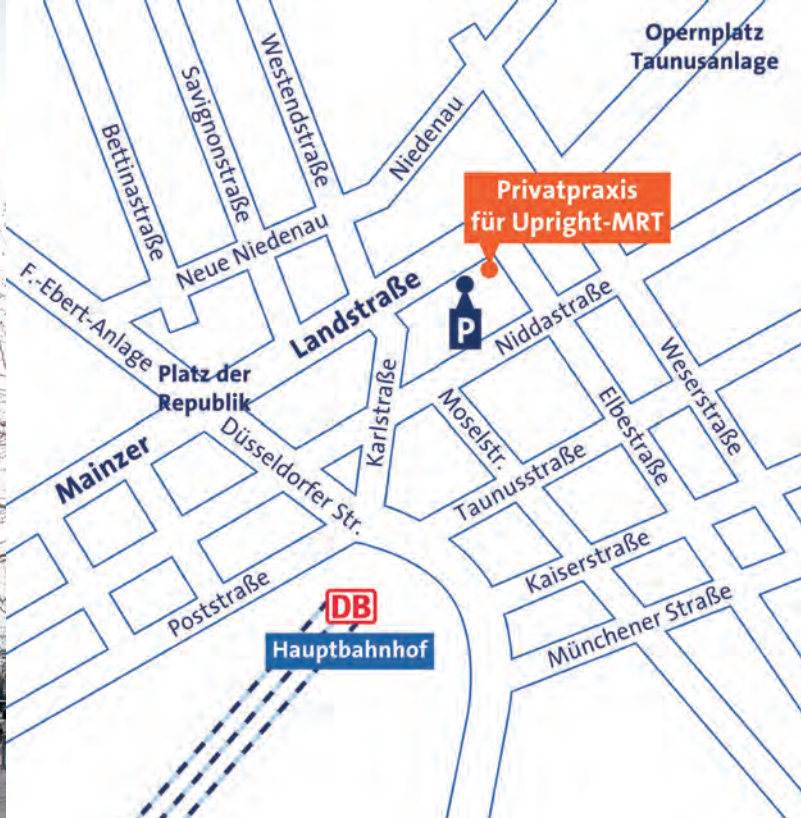 Opernplatz
Taunusanlage
Westendstraße
Savignonstraße
Bettinastraße
Niedenau
Privatpraxis
für Upright-MRT
Neue Niedenau
F.-Ebert-Anlage
Landstraße
P
Niddastraße
Platz der
Republik
Karlstraße
Moselstr.
Elbestraße
Weserstraße
Mainzer
Düsseldorfer Str.
Taunusstraße
Kaiserstraße
Poststraße
Münchener Straße
DB
Hauptbahnhof